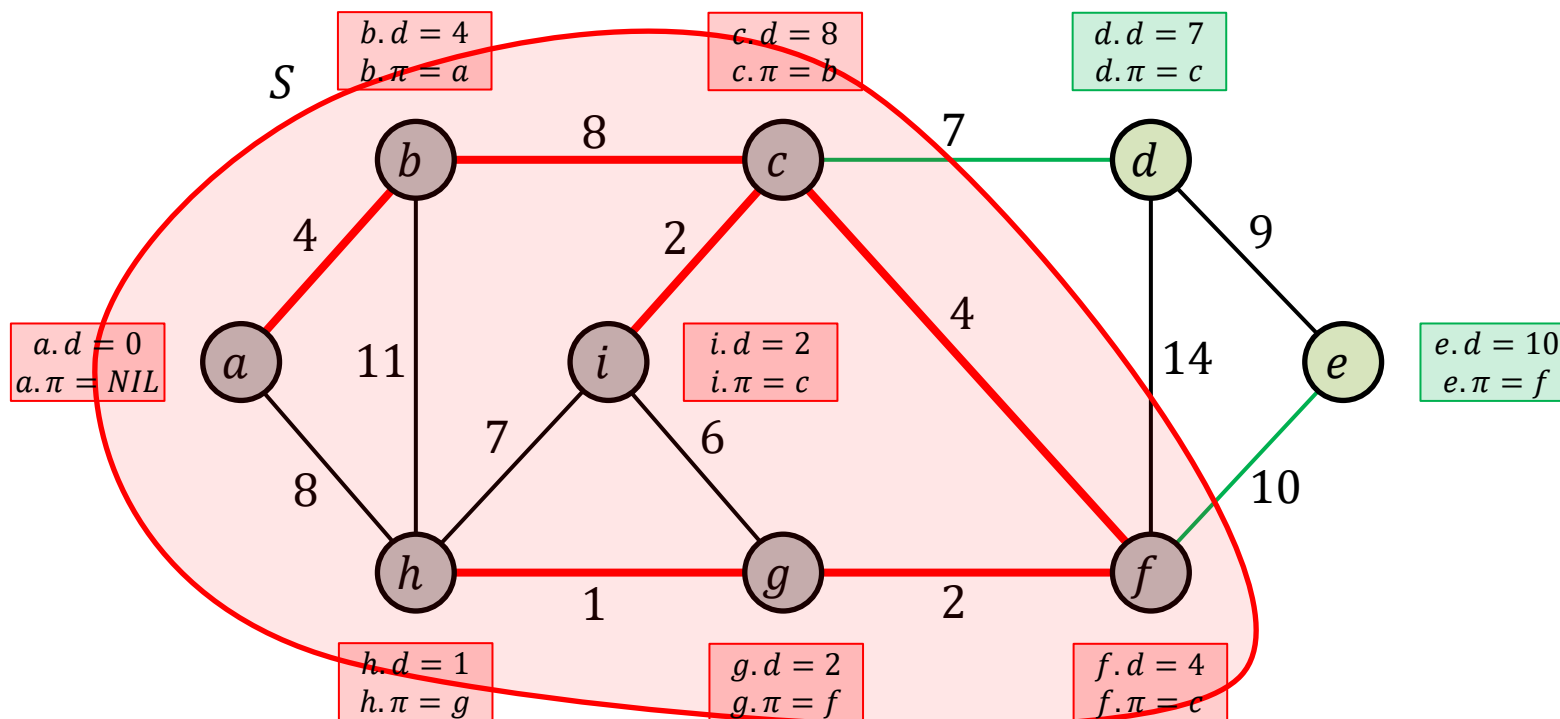 b.d = 4
b.π = a
c.d = 8
c.π = b
d.d = 7
d.π = c
S
8
7
b
c
d
4
2
9
4
a.d = 0
a.π = NIL
a
11
i
i.d = 2
i.π = c
14
e
e.d = 10
e.π = f
7
6
8
10
h
g
f
1
2
h.d = 1
h.π = g
g.d = 2
g.π = f
f.d = 4
f.π = c